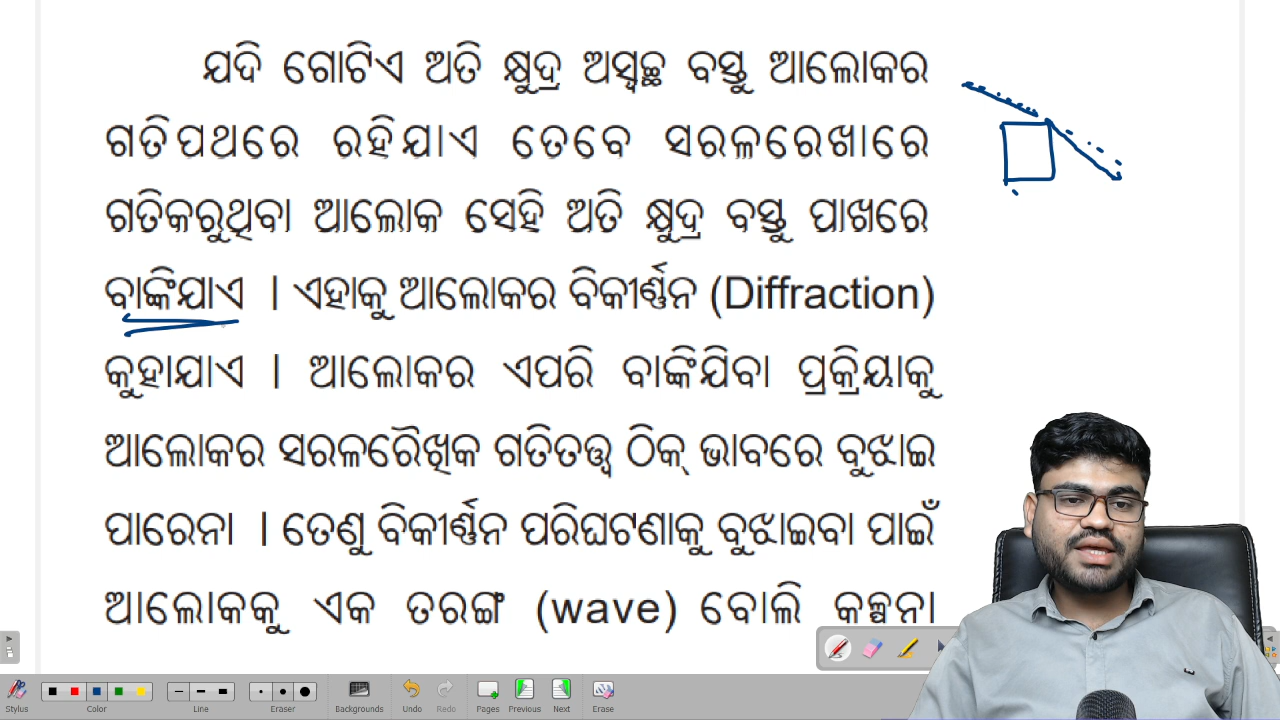 ଯଦି ଗୋଟିଏ ଅତି କ୍ଷୁଦ୍ର ଅସ୍ୱଚ୍ଛ ବସ୍ତୁ ଆଲୋକର
ଗତିପଥରେ ରହିଯାଏ ତେବେ ସରଳରେଖାରେ
ଗତିକରୁଥିବା ଆଲୋକ ସେହି ଅତି କ୍ଷୁଦ୍ର ବସ୍ତୁ ପାଖରେ
ବାଙ୍କିଯାଏ । ଏହାକୁ ଆଲୋକର ବିକୀର୍ଣ୍ଣନ (Diffraction)
କୁହାଯାଏ । ଆଲୋକର ଏପରି ବାଙ୍କିଯିବା ପ୍ରକ୍ରିୟାକୁ
ଆଲୋକର ସରଳରୈଖିକ ଗତିତତ୍ତ୍ୱ ଠିକ୍ ଭାବରେ ବୁଝାଇ
ପାରେନା । ତେଣୁ ବିକୀର୍ଣ୍ଣନ ପରିଘଟଣାକୁ ବୁଝାଇବା ପାଇଁ
ଆଲୋକକୁ ଏକ ତରଙ୍ଗ (wave) ବୋଲି କଳ୍ପନା
Stylus Color Line Eraser Backgrounds Undo Redo Pages Previous Next Erase